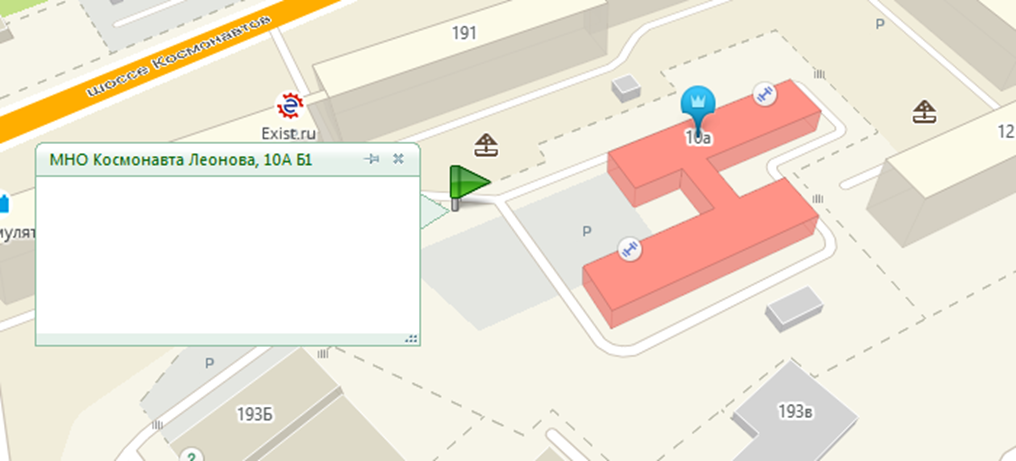 шоссе Космонавтов
191
P
Exist.ru
10а
МНО Космонавта Леонова, 10А Б1
12
P
P
193Б
193в